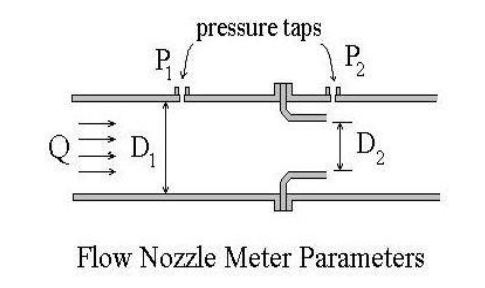 pressure taps
P1
P2
Q
D1
D2
Flow Nozzle Meter Parameters